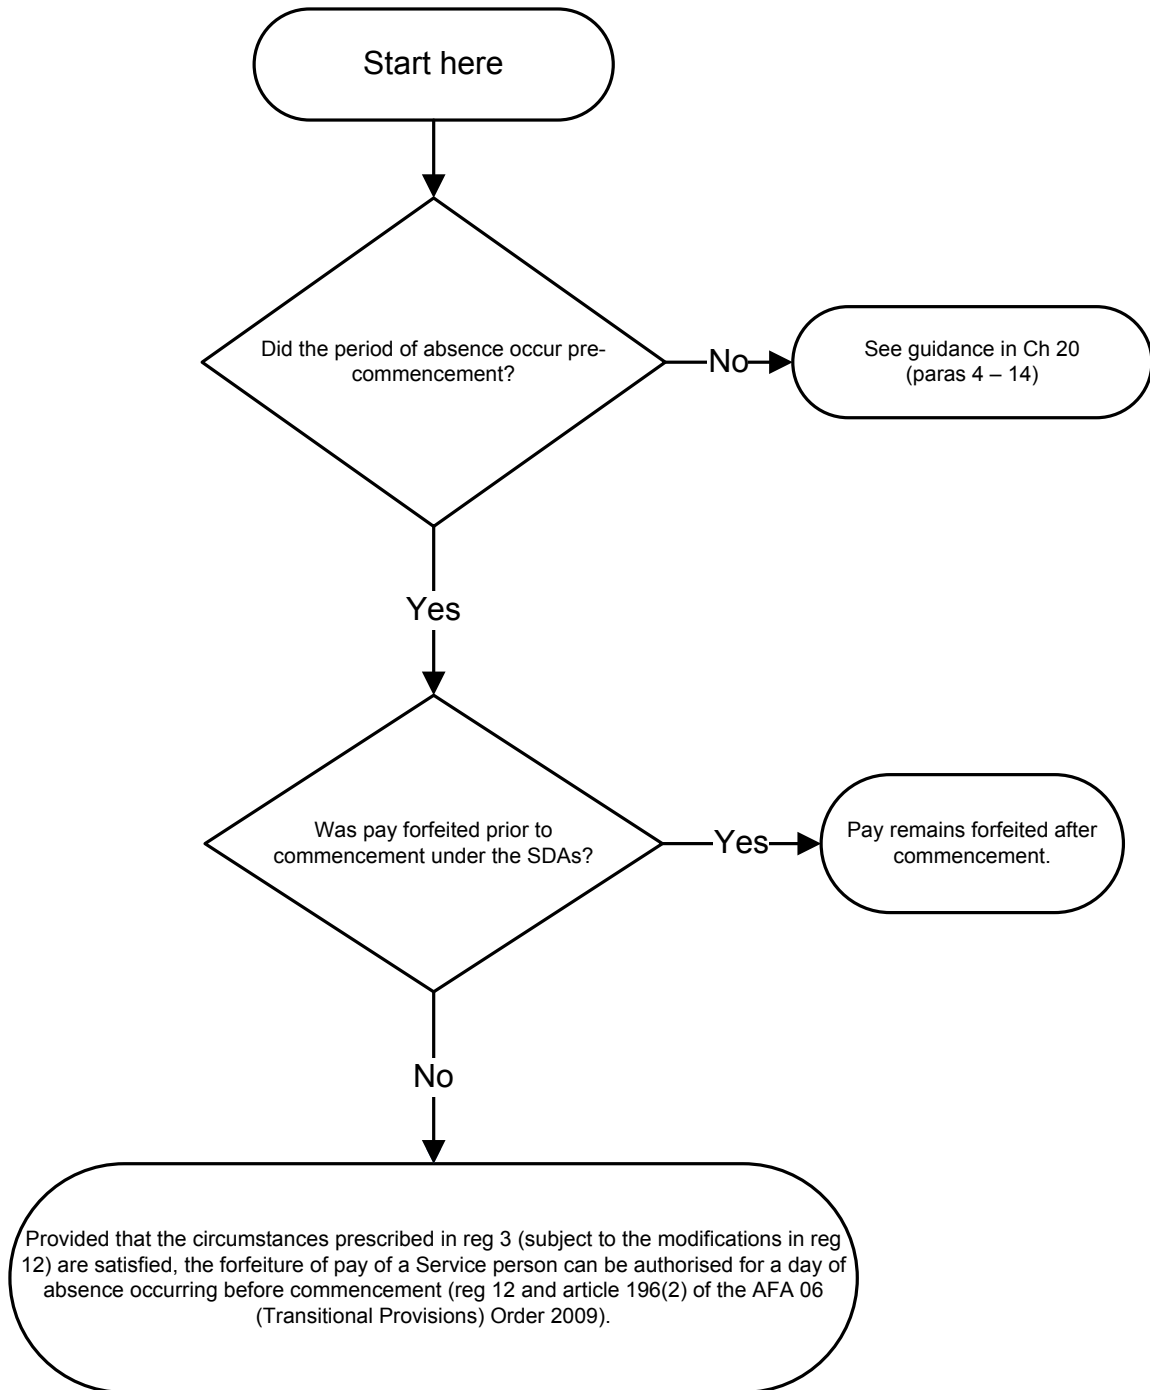 Start here
Did the period of absence occur pre-
commencement?
No
See guidance in Ch 20
(paras 4 – 14)
Yes
Was pay forfeited prior to
commencement under the SDAs?
Yes
Pay remains forfeited after
commencement.
No
Provided that the circumstances prescribed in reg 3 (subject to the modifications in reg
12) are satisfied, the forfeiture of pay of a Service person can be authorised for a day of
absence occurring before commencement (reg 12 and article 196(2) of the AFA 06
(Transitional Provisions) Order 2009).